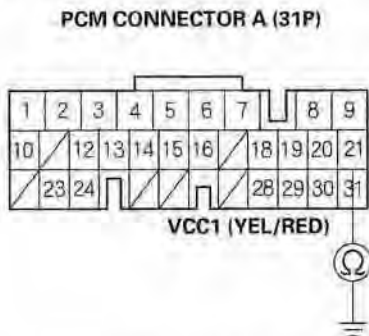 PCM CONNECTOR A (31P)
1 2 3 4 5 6 7 8 9
10 12 13 14 15 16 18 19 20 21
23 24 28 29 30 31
VCC1 (YEL/RED)
Ω